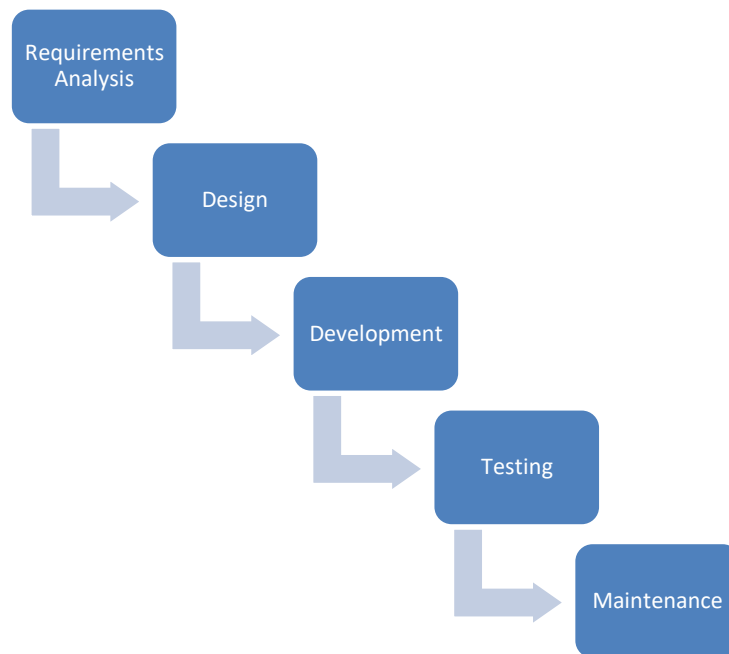 Requirements
Analysis
Design
Development
Testing
Maintenance